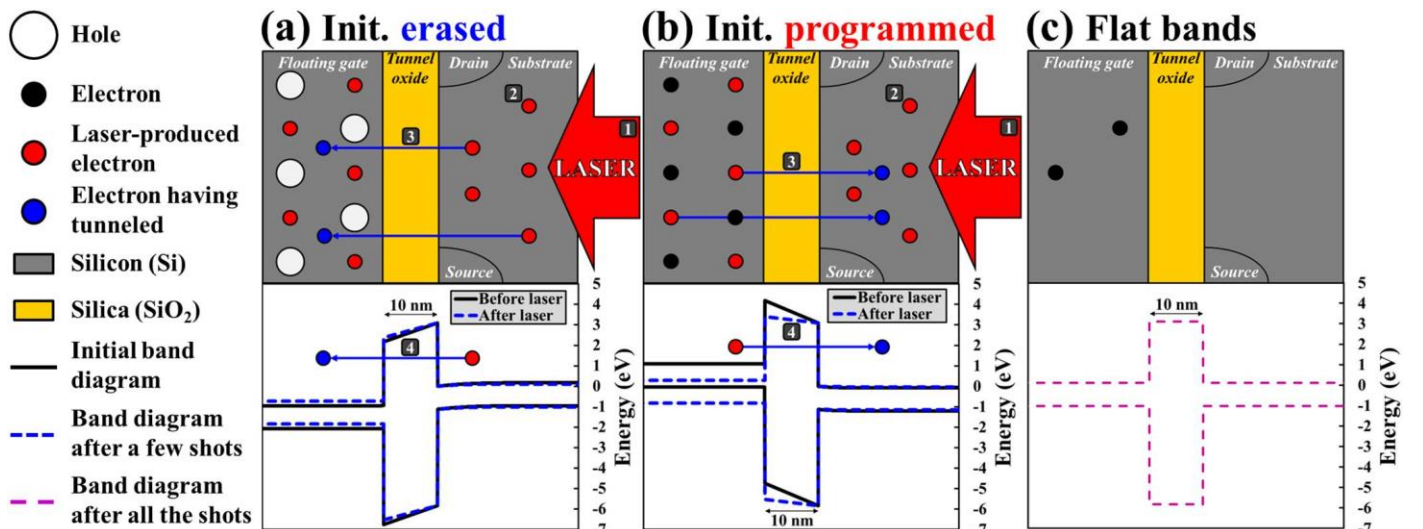 Hole
Electron
Laser-produced
electron
Electron having
tunneled
Silicon (Si)
Silica (SiO₂)
Initial band
diagram
Band diagram
after a few shots
Band diagram
after all the shots
(a) Init. erased
Floating gate
Tunnel
oxide
Drain
Substrate
2
1
3
LASER
Source
10 nm
Before laser
After laser
4
(b) Init. programmed
Floating gate
Tunnel
oxide
Drain
Substrate
2
1
3
LASER
Source
Before laser
After laser
4
10 nm
5
4
3
2
1
0
-1
-2
-3
-4
-5
-6
-7
Energy (eV)
(c) Flat bands
Floating gate
Tunnel
oxide
Drain
Substrate
Source
10 nm
5
4
3
2
1
0
-1
-2
-3
-4
-5
-6
-7
Energy (eV)
5
4
3
2
1
0
-1
-2
-3
-4
-5
-6
-7
Energy (eV)